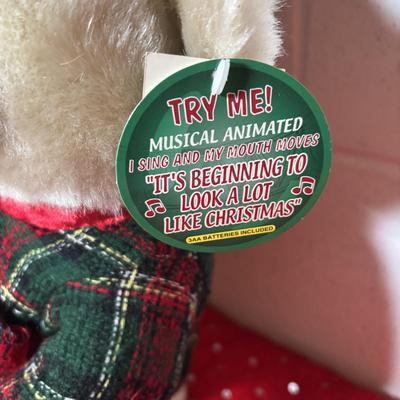 TRY ME!
MUSICAL ANIMATED
I SING AND MY MOUTH MOVES
"IT'S BEGINNING TO
LOOK A LOT
LIKE CHRISTMAS"
3AA BATTERIES INCLUDED